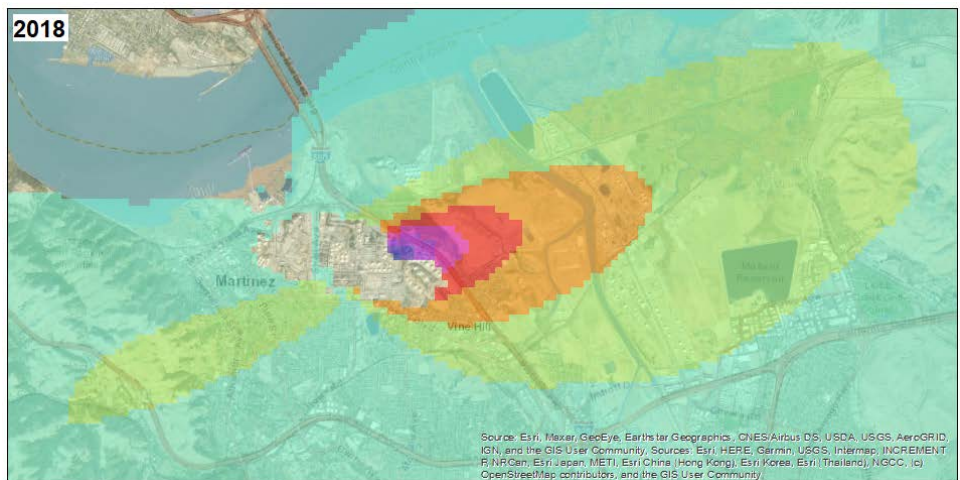 2018
680
Martinez
Vine Hill
Source: Esri, Maxar, GeoEye, Earthstar Geographics, CNES/Airbus DS, USDA, USGS, AeroGRID,
IGN, and the GIS User Community, Sources: Esri, HERE, Garmin, USGS, Intermap, INCREMENT
P, NRCan, Esri Japan, METI, Esri China (Hong Kong), Esri Korea, Esri (Thailand), NGCC, (c)
OpenStreetMap contributors, and the GIS User Community.